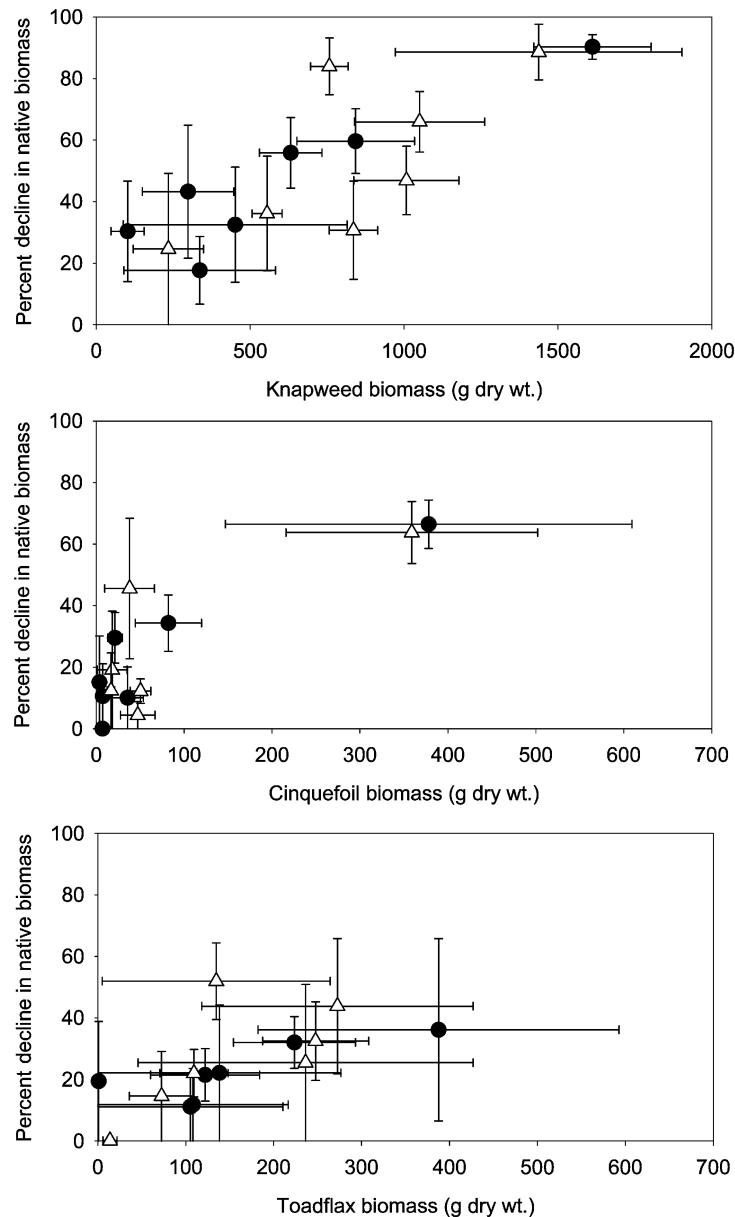 Percent decline in native biomass
100
80
60
40
20
0
0 500 1000 1500 2000
Knapweed biomass (g dry wt.)
Percent decline in native biomass
100
80
60
40
20
0
0 100 200 300 400 500 600 700
Cinquefoil biomass (g dry wt.)
Percent decline in native biomass
100
80
60
40
20
0
0 100 200 300 400 500 600 700
Toadflax biomass (g dry wt.)